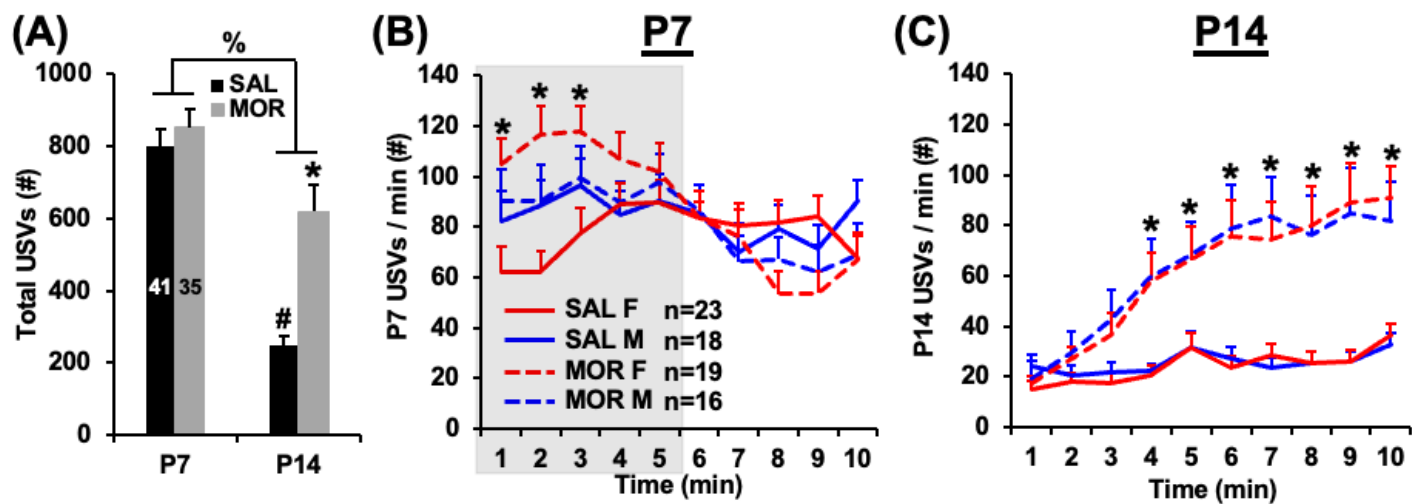 (A)
%
SAL
MOR
Total USVs (#)
1000
800
600
400
200
0
41
35
#
*
P7
P14
(B)
P7
P7 USVs / min (#)
140
120
100
80
60
40
20
0
* * *
SAL F n=23
SAL M n=18
MOR F n=19
MOR M n=16
1 2 3 4 5 6 7 8 9 10
Time (min)
(C)
P14
P14 USVs / min (#)
140
120
100
80
60
40
20
0
* * * * * * *
1 2 3 4 5 6 7 8 9 10
Time (min)